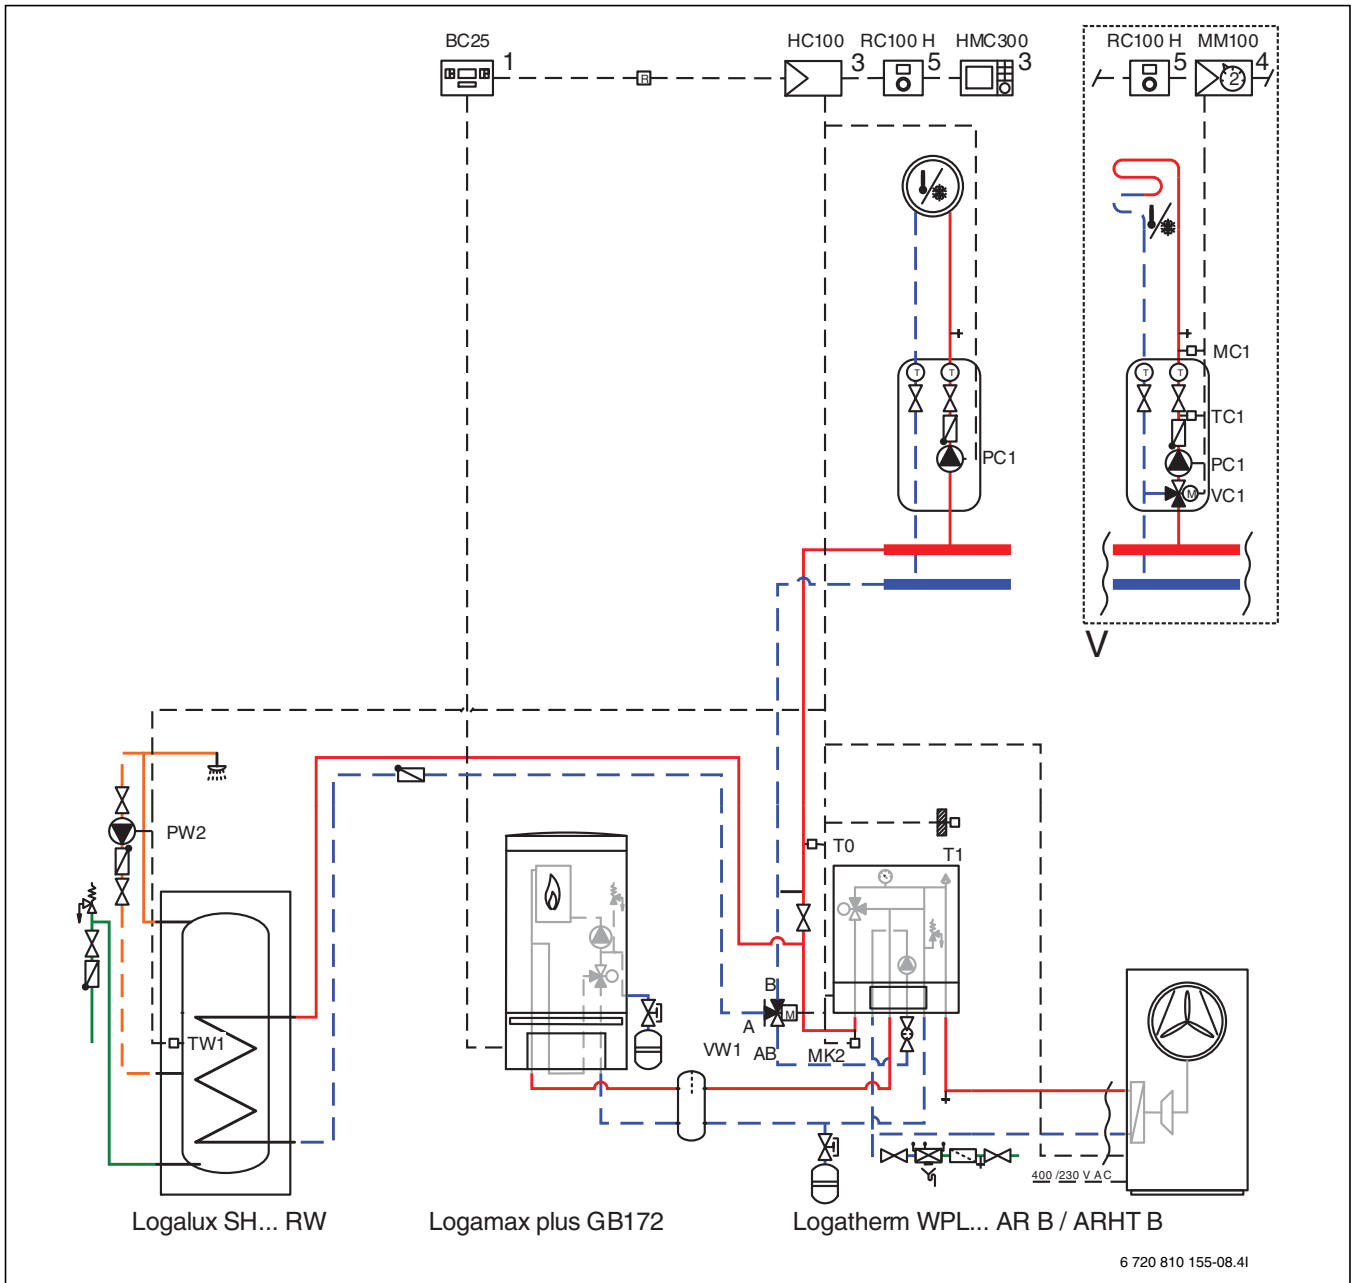 BC25 HC100 RC100 H HMC300 RC100 H MM100
1 R 3 5 3 5 2 4
MC1
T T T T
TC1
PC1 PC1
M VC1
V
PW2
T0
T1
B
M
A
TW1 VW1 AB MK2
400 /230 V AC
Logalux SH... RW Logamax plus GB172 Logatherm WPL... AR B / ARHT B
6 720 810 155-08.4I